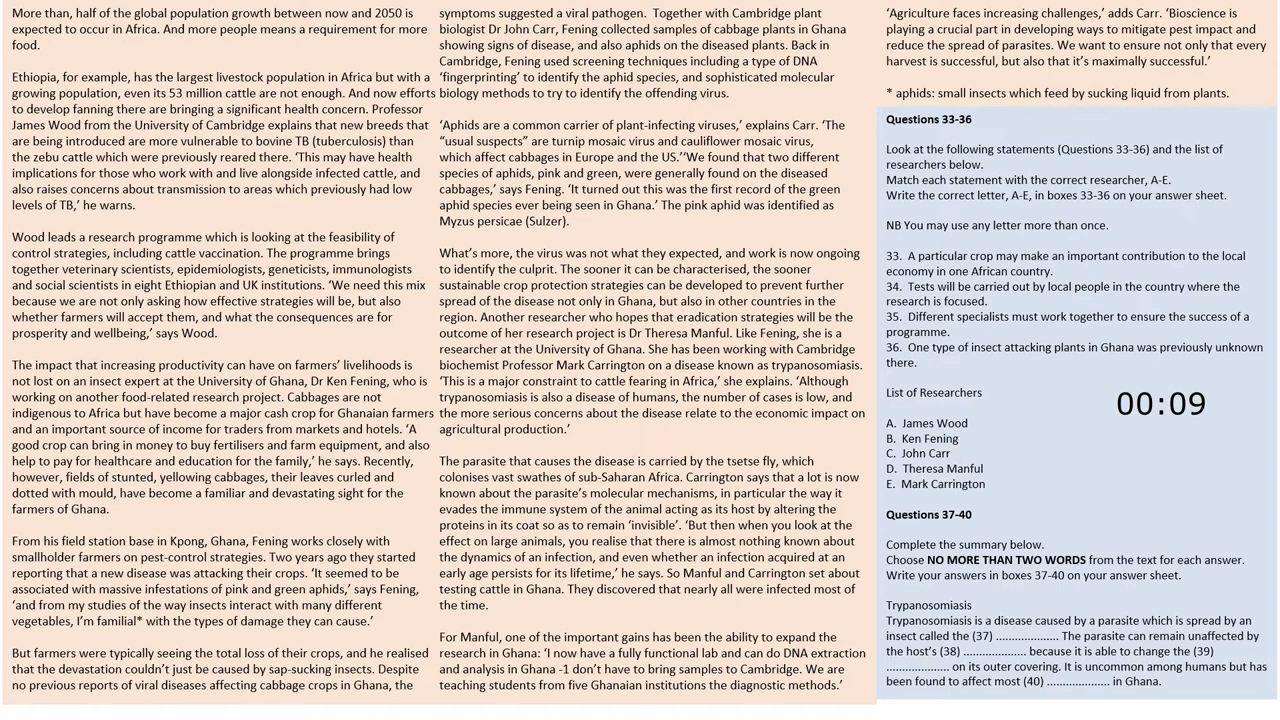 More than, half of the global population growth between now and 2050 is
expected to occur in Africa. And more people means a requirement for more
food.
Ethiopia, for example, has the largest livestock population in Africa but with a
growing population, even its 53 million cattle are not enough. And now efforts
to develop fanning there are bringing a significant health concern. Professor
James Wood from the University of Cambridge explains that new breeds that
are being introduced are more vulnerable to bovine TB (tuberculosis) than
the zebu cattle which were previously reared there. ‘This may have health
implications for those who work with and live alongside infected cattle, and
also raises concerns about transmission to areas which previously had low
levels of TB,’ he warns.
Wood leads a research programme which is looking at the feasibility of
control strategies, including cattle vaccination. The programme brings
together veterinary scientists, epidemiologists, geneticists, immunologists
and social scientists in eight Ethiopian and UK institutions. ‘We need this mix
because we are not only asking how effective strategies will be, but also
whether farmers will accept them, and what the consequences are for
prosperity and wellbeing,’ says Wood.
The impact that increasing productivity can have on farmers’ livelihoods is
not lost on an insect expert at the University of Ghana, Dr Ken Fening, who is
working on another food-related research project. Cabbages are not
indigenous to Africa but have become a major cash crop for Ghanaian farmers
and an important source of income for traders from markets and hotels. ‘A
good crop can bring in money to buy fertilisers and farm equipment, and also
help to pay for healthcare and education for the family,’ he says. Recently,
however, fields of stunted, yellowing cabbages, their leaves curled and
dotted with mould, have become a familiar and devastating sight for the
farmers of Ghana.
From his field station base in Kpong, Ghana, Fening works closely with
smallholder farmers on pest-control strategies. Two years ago they started
reporting that a new disease was attacking their crops. ‘It seemed to be
associated with massive infestations of pink and green aphids,’ says Fening,
‘and from my studies of the way insects interact with many different
vegetables, I’m familial* with the types of damage they can cause.’
But farmers were typically seeing the total loss of their crops, and he realised
that the devastation couldn’t just be caused by sap-sucking insects. Despite
no previous reports of viral diseases affecting cabbage crops in Ghana, the
symptoms suggested a viral pathogen. Together with Cambridge plant
biologist Dr John Carr, Fening collected samples of cabbage plants in Ghana
showing signs of disease, and also aphids on the diseased plants. Back in
Cambridge, Fening used screening techniques including a type of DNA
‘fingerprinting’ to identify the aphid species, and sophisticated molecular
biology methods to try to identify the offending virus.
‘Aphids are a common carrier of plant-infecting viruses,’ explains Carr. ‘The
“usual suspects” are turnip mosaic virus and cauliflower mosaic virus,
which affect cabbages in Europe and the US.’‘We found that two different
species of aphids, pink and green, were generally found on the diseased
cabbages,’ says Fening. ‘It turned out this was the first record of the green
aphid species ever being seen in Ghana.’ The pink aphid was identified as
Myzus persicae (Sulzer).
What’s more, the virus was not what they expected, and work is now ongoing
to identify the culprit. The sooner it can be characterised, the sooner
sustainable crop protection strategies can be developed to prevent further
spread of the disease not only in Ghana, but also in other countries in the
region. Another researcher who hopes that eradication strategies will be the
outcome of her research project is Dr Theresa Manful. Like Fening, she is a
researcher at the University of Ghana. She has been working with Cambridge
biochemist Professor Mark Carrington on a disease known as trypanosomiasis.
‘This is a major constraint to cattle fearing in Africa,’ she explains. ‘Although
trypanosomiasis is also a disease of humans, the number of cases is low, and
the more serious concerns about the disease relate to the economic impact on
agricultural production.’
The parasite that causes the disease is carried by the tsetse fly, which
colonises vast swathes of sub-Saharan Africa. Carrington says that a lot is now
known about the parasite’s molecular mechanisms, in particular the way it
evades the immune system of the animal acting as its host by altering the
proteins in its coat so as to remain ‘invisible’. ‘But then when you look at the
effect on large animals, you realise that there is almost nothing known about
the dynamics of an infection, and even whether an infection acquired at an
early age persists for its lifetime,’ he says. So Manful and Carrington set about
testing cattle in Ghana. They discovered that nearly all were infected most of
the time.
For Manful, one of the important gains has been the ability to expand the
research in Ghana: ‘I now have a fully functional lab and can do DNA extraction
and analysis in Ghana -1 don’t have to bring samples to Cambridge. We are
teaching students from five Ghanaian institutions the diagnostic methods.’
‘Agriculture faces increasing challenges,’ adds Carr. ‘Bioscience is
playing a crucial part in developing ways to mitigate pest impact and
reduce the spread of parasites. We want to ensure not only that every
harvest is successful, but also that it’s maximally successful.’
* aphids: small insects which feed by sucking liquid from plants.
Questions 33-36
Look at the following statements (Questions 33-36) and the list of
researchers below.
Match each statement with the correct researcher, A-E.
Write the correct letter, A-E, in boxes 33-36 on your answer sheet.
NB You may use any letter more than once.
33. A particular crop may make an important contribution to the local
economy in one African country.
34. Tests will be carried out by local people in the country where the
research is focused.
35. Different specialists must work together to ensure the success of a
programme.
36. One type of insect attacking plants in Ghana was previously unknown
there.
List of Researchers
00:09
A. James Wood
B. Ken Fening
C. John Carr
D. Theresa Manful
E. Mark Carrington
Questions 37-40
Complete the summary below.
Choose NO MORE THAN TWO WORDS from the text for each answer.
Write your answers in boxes 37-40 on your answer sheet.
Trypanosomiasis
Trypanosomiasis is a disease caused by a parasite which is spread by an
insect called the (37) .................... The parasite can remain unaffected by
the host’s (38) .................... because it is able to change the (39)
.................... on its outer covering. It is uncommon among humans but has
been found to affect most (40) .................... in Ghana.